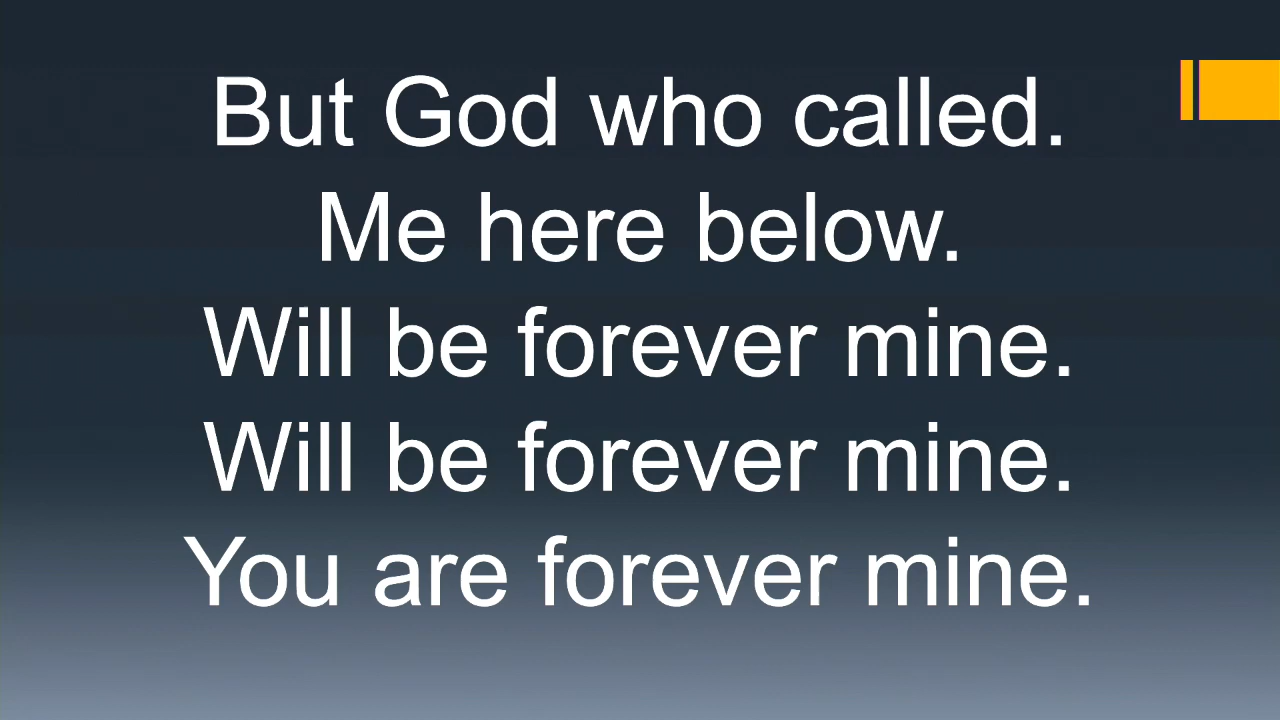 But God who called.
Me here below.
Will be forever mine.
Will be forever mine.
You are forever mine.